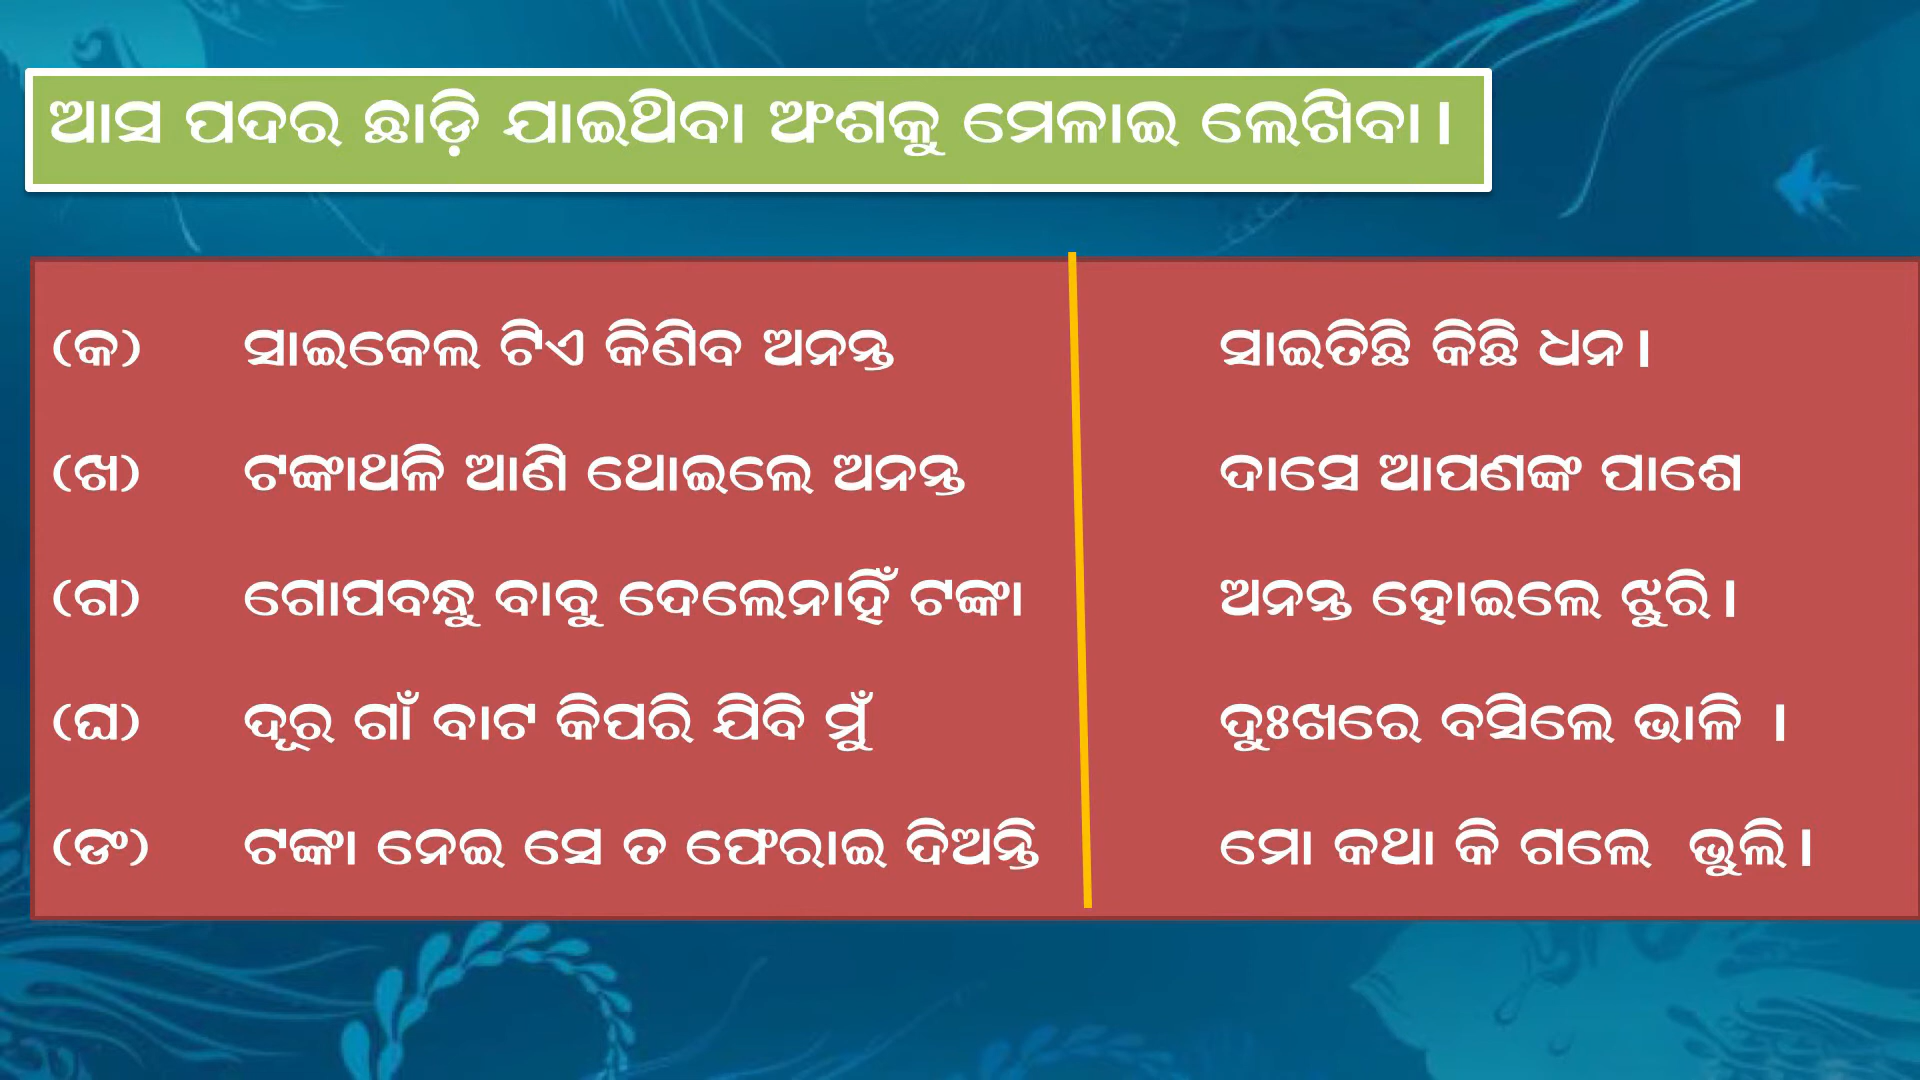 ଆସ ପଦର ଛାଡ଼ି ଯାଇଥିବା ଅଂଶକୁ ମେଳାଇ ଲେଖିବା ।
(କ) ସାଇକେଲ ଟିଏ କିଣିବ ଅନନ୍ତ ସାଇତିଛି କିଛି ଧନ ।
(ଖ) ଟଙ୍କାଥଳି ଆଣି ଥୋଇଲେ ଅନନ୍ତ ଦାସେ ଆପଣଙ୍କ ପାଶେ
(ଗ) ଗୋପବନ୍ଧୁ ବାବୁ ଦେଲେନାହିଁ ଟଙ୍କା ଅନନ୍ତ ହୋଇଲେ ଝୁରି ।
(ଘ) ଦୂର ଗାଁ ବାଟ କିପରି ଯିବି ମୁଁ ଦୁଃଖରେ ବସିଲେ ଭାଳି ।
(ଙ) ଟଙ୍କା ନେଇ ସେ ତ ଫେରାଇ ଦିଅନ୍ତି ମୋ କଥା କି ଗଲେ ଭୁଲି ।